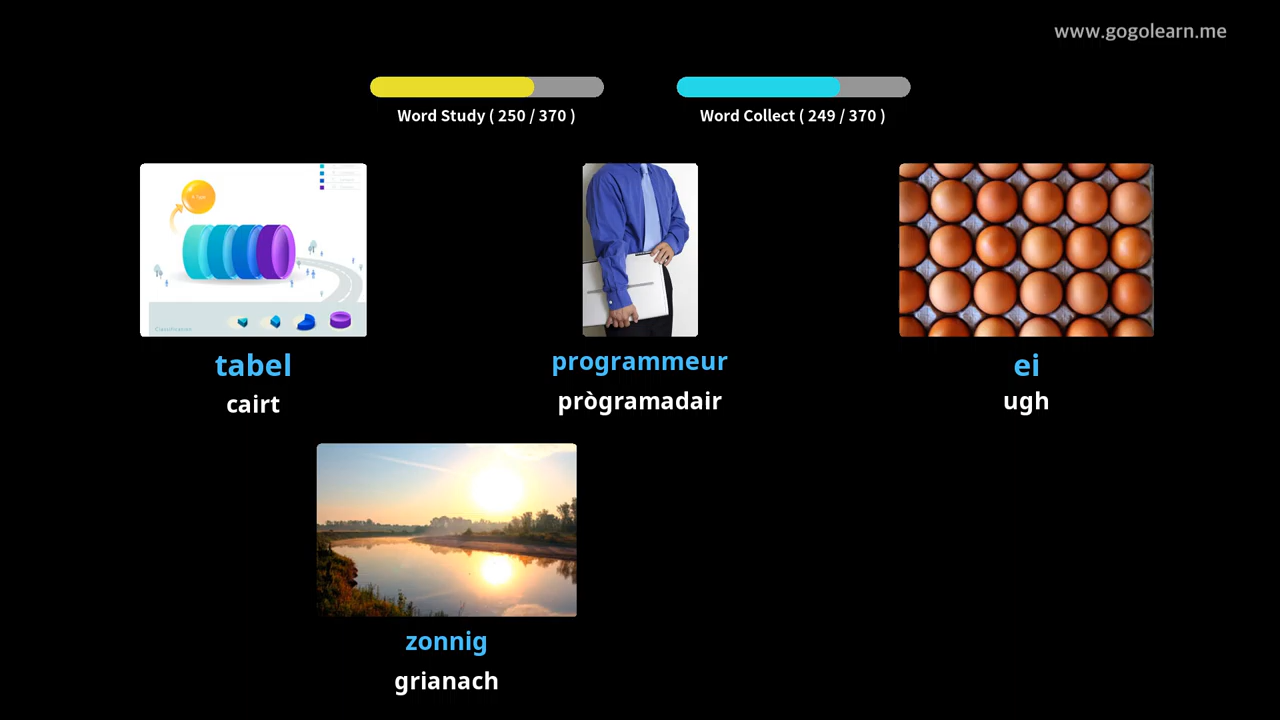 www.gogolearn.me
Word Study ( 250 / 370 )
Word Collect ( 249 / 370 )
Classification
tabel
cairt
programmeur
prògramadair
ei
ugh
zonnig
grianach